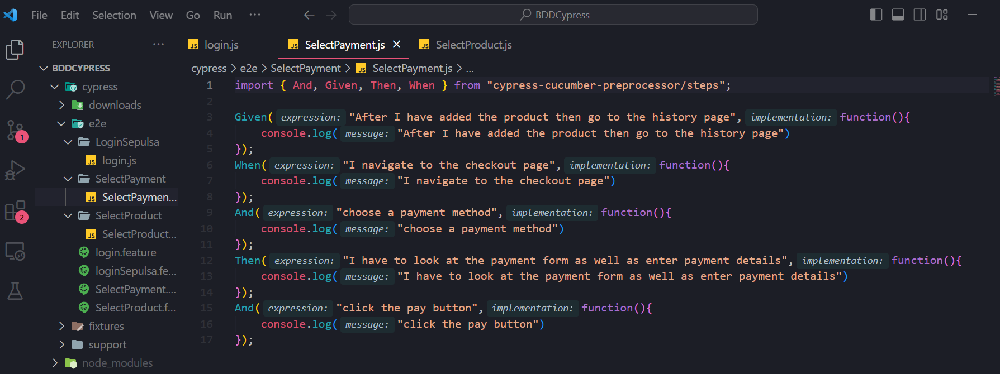 File Edit Selection View Go Run ···
BDDCypress
EXPLORER ···
login.js
SelectPayment.js
SelectProduct.js
BDDCYPRESS
cypress
downloads
e2e
LoginSepulsa
login.js
SelectPayment
SelectPaymen...
SelectProduct
SelectProduct...
login.feature
loginSepulsa.fe...
SelectPayment....
SelectProduct.f...
fixtures
support
node_modules
1
2
cypress > e2e > SelectPayment > JS SelectPayment.js > ...
1 import { And, Given, Then, When } from "cypress-cucumber-preprocessor/steps";
2
3 Given( expression: "After I have added the product then go to the history page", implementation: function(){
4 console.log( message: "After I have added the product then go to the history page")
5 });
6 When( expression: "I navigate to the checkout page", implementation: function(){
7 console.log( message: "I navigate to the checkout page")
8 });
9 And( expression: "choose a payment method", implementation: function(){
10 console.log( message: "choose a payment method")
11 });
12 Then( expression: "I have to look at the payment form as well as enter payment details", implementation: function(){
13 console.log( message: "I have to look at the payment form as well as enter payment details")
14 });
15 And( expression: "click the pay button", implementation: function(){
16 console.log( message: "click the pay button")
17 });